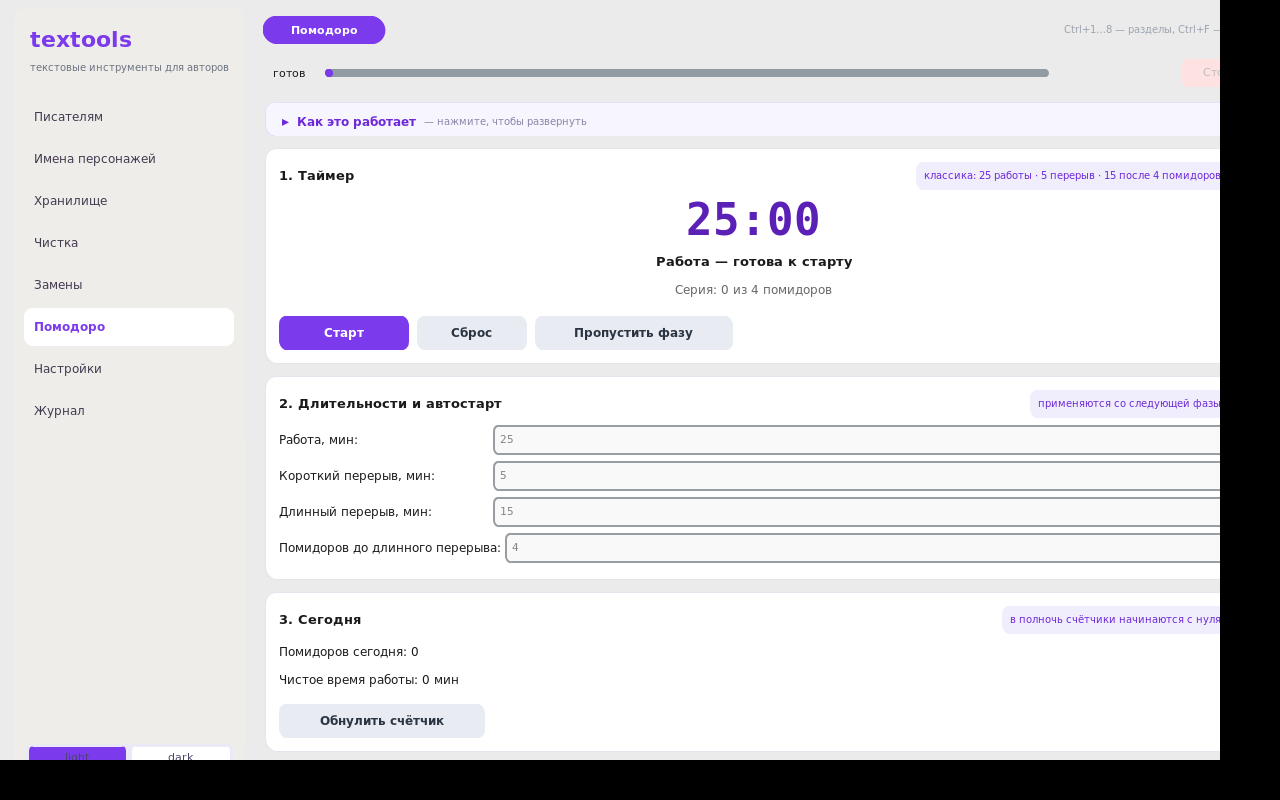 textools
текстовые инструменты для авторов
Писателям
Имена персонажей
Хранилище
Чистка
Замены
Помодоро
Настройки
Журнал
light
dark
Помодоро
Ctrl+1…8 — разделы, Ctrl+F —
готов
▸ Как это работает — нажмите, чтобы развернуть
1. Таймер
классика: 25 работы · 5 перерыв · 15 после 4 помидоров
25:00
Работа — готова к старту
Серия: 0 из 4 помидоров
Старт
Сброс
Пропустить фазу
2. Длительности и автостарт
применяются со следующей фазы
Работа, мин: 25
Короткий перерыв, мин: 5
Длинный перерыв, мин: 15
Помидоров до длинного перерыва: 4
3. Сегодня
в полночь счётчики начинаются с нуля
Помидоров сегодня: 0
Чистое время работы: 0 мин
Обнулить счётчик